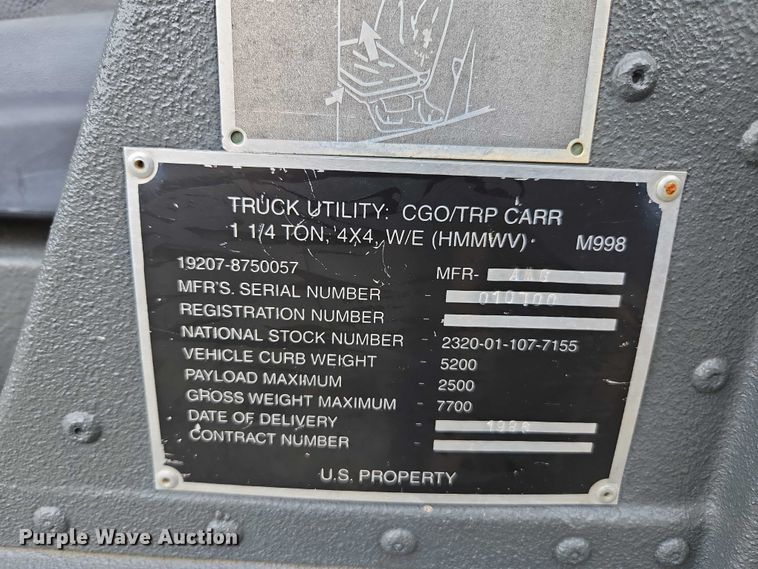 TRUCK UTILITY: CGO/TRP CARR
1 1/4 TON, 4X4, W/E (HMMWV) M998
19207-8750057 MFR- AMG
MFR'S. SERIAL NUMBER - 010100
REGISTRATION NUMBER -
NATIONAL STOCK NUMBER - 2320-01-107-7155
VEHICLE CURB WEIGHT - 5200
PAYLOAD MAXIMUM - 2500
GROSS WEIGHT MAXIMUM - 7700
DATE OF DELIVERY -
CONTRACT NUMBER -
U.S. PROPERTY
Purple Wave Auction